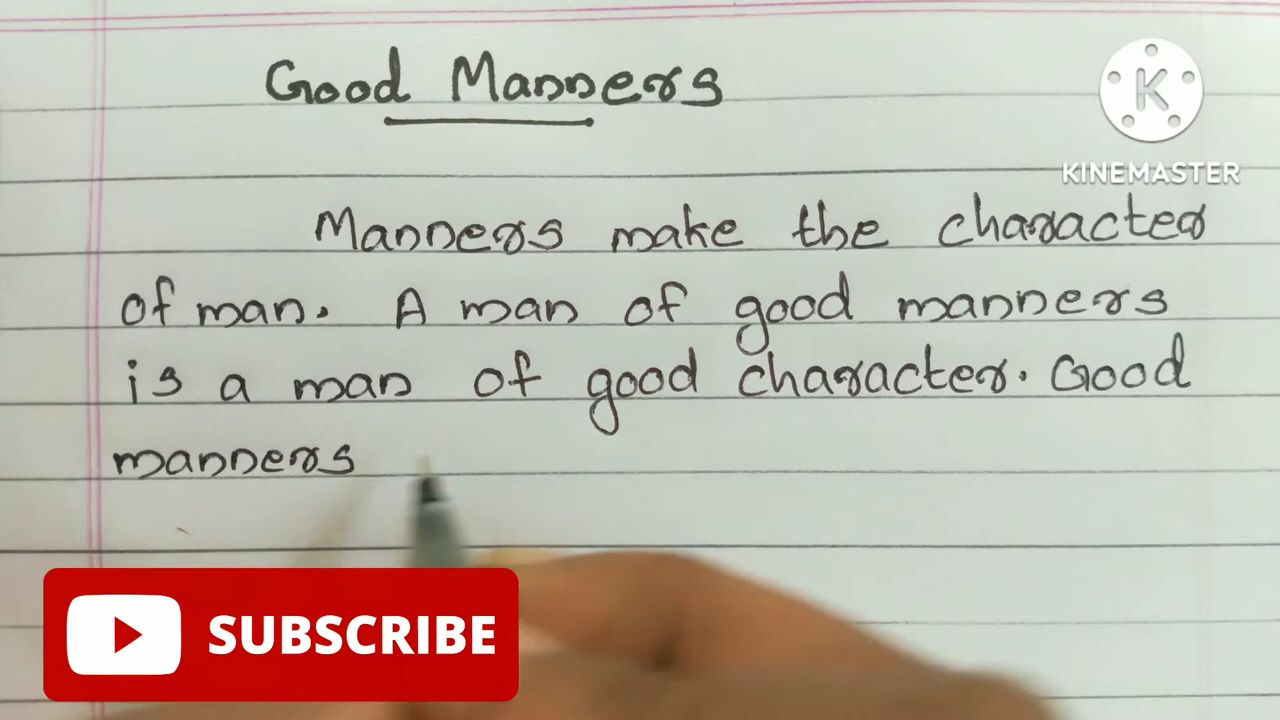 Good Manners
K
KINEMASTER
Manners make the character
of man. A man of good manners
is a man of good character. Good
manners
SUBSCRIBE